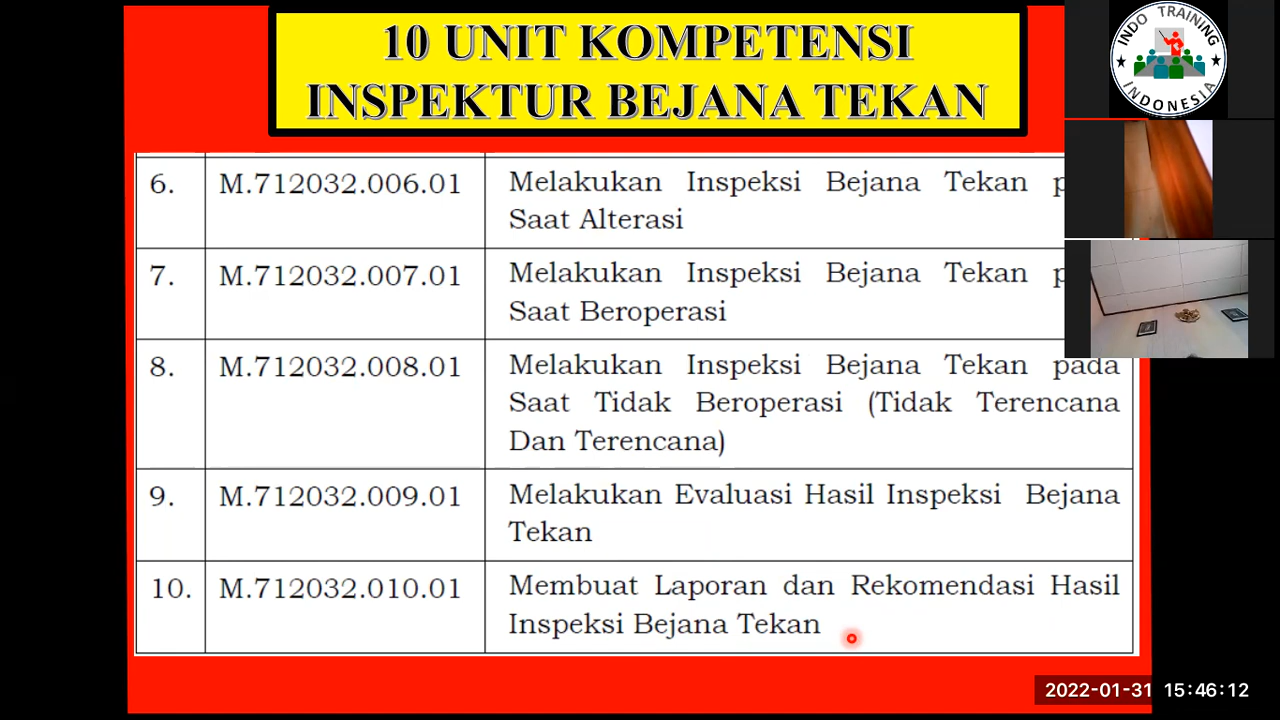 10 UNIT KOMPETENSI
INSPEKTUR BEJANA TEKAN
INDO TRAINING
INDONESIA
6. M.712032.006.01 Melakukan Inspeksi Bejana Tekan
Saat Alterasi
7. M.712032.007.01 Melakukan Inspeksi Bejana Tekan
Saat Beroperasi
8. M.712032.008.01 Melakukan Inspeksi Bejana Tekan pada
Saat Tidak Beroperasi (Tidak Terencana
Dan Terencana)
9. M.712032.009.01 Melakukan Evaluasi Hasil Inspeksi Bejana
Tekan
10. M.712032.010.01 Membuat Laporan dan Rekomendasi Hasil
Inspeksi Bejana Tekan
2022-01-31 15:46:12